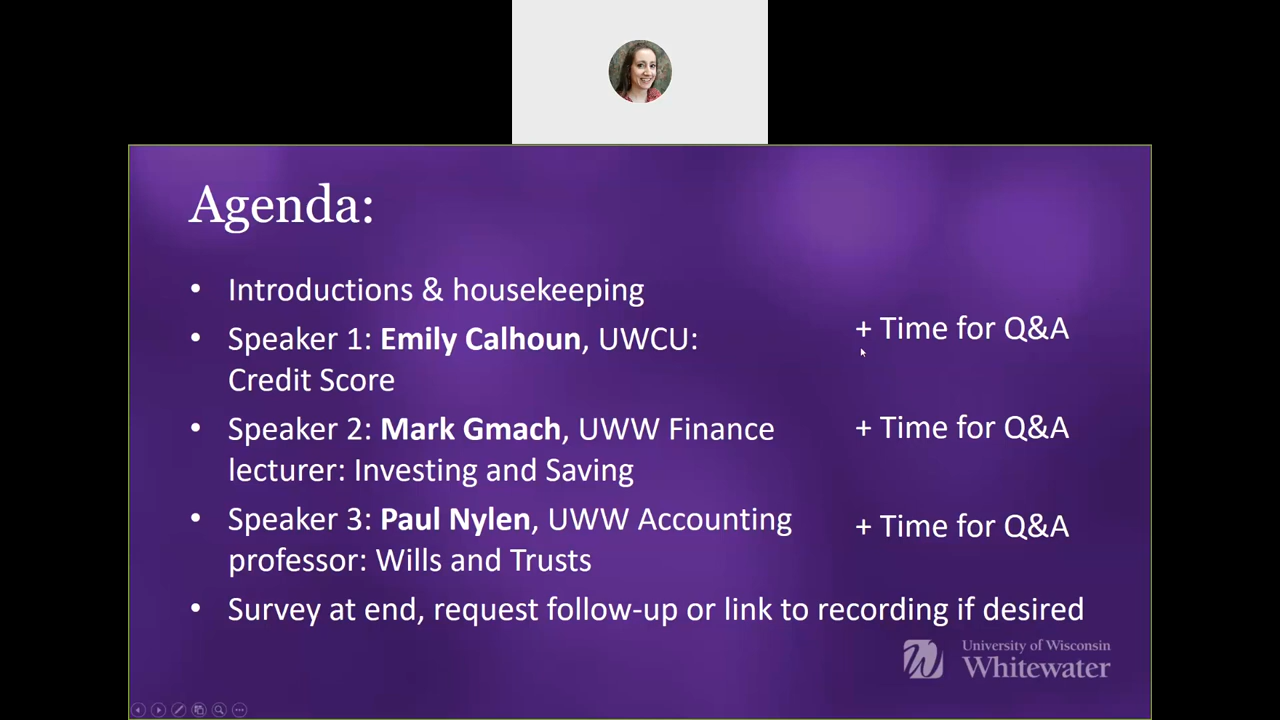 Agenda:
• Introductions & housekeeping
+ Time for Q&A
• Speaker 1: Emily Calhoun, UWCU:
Credit Score
• Speaker 2: Mark Gmach, UWW Finance
lecturer: Investing and Saving
+ Time for Q&A
• Speaker 3: Paul Nylen, UWW Accounting
professor: Wills and Trusts
+ Time for Q&A
• Survey at end, request follow-up or link to recording if desired
University of Wisconsin
Whitewater